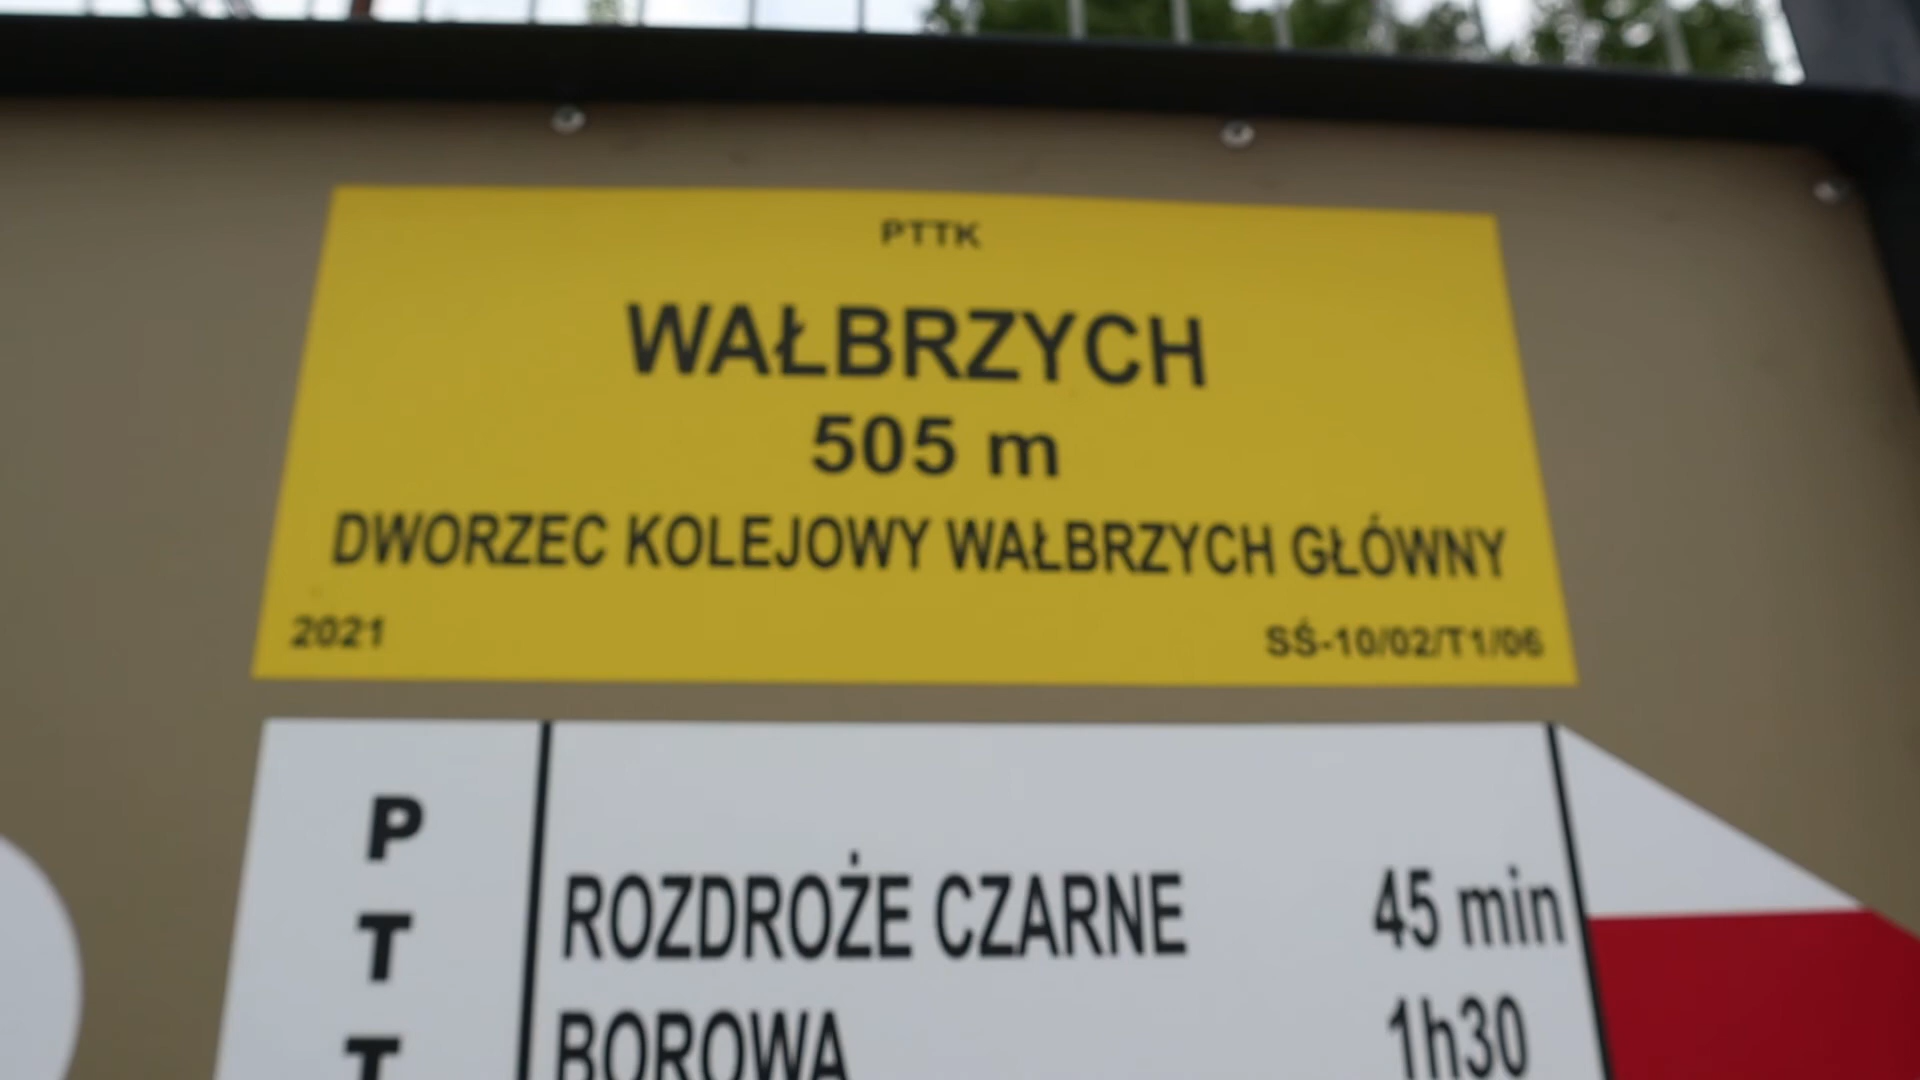 PTTK
WAŁBRZYCH
505 m
DWORZEC KOLEJOWY WAŁBRZYCH GŁÓWNY
2021 SŚ-10/02/T1/06
P
T
T
ROZDROŻE CZARNE 45 min
BOROWA 1h30